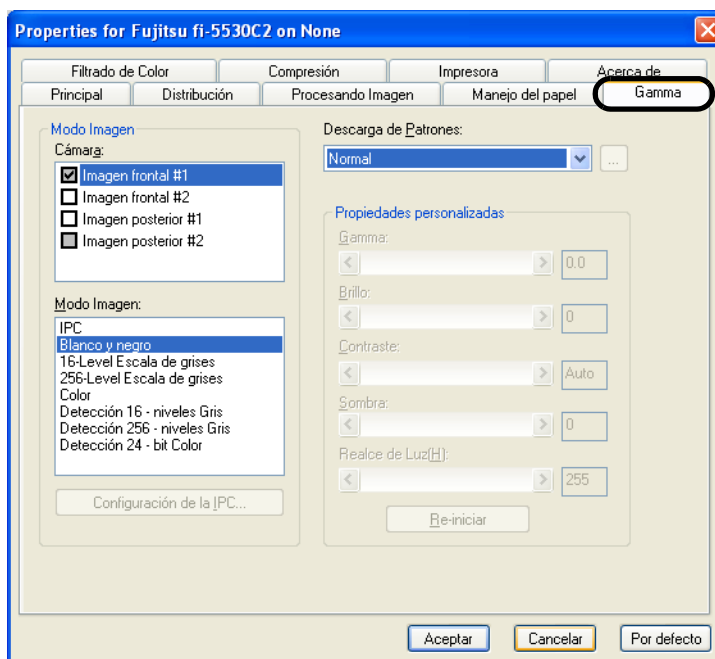 Properties for Fujitsu fi-5530C2 on None
Filtrado de Color
Compresión
Impresora
Acerca de
Principal
Distribución
Procesando Imagen
Manejo del papel
Gamma
Modo Imagen
Cámara:
Imagen frontal #1
Imagen frontal #2
Imagen posterior #1
Imagen posterior #2
Modo Imagen:
IPC
Blanco y negro
16-Level Escala de grises
256-Level Escala de grises
Color
Detección 16 - niveles Gris
Detección 256 - niveles Gris
Detección 24 - bit Color
Configuración de la IPC...
Descarga de Patrones:
Normal
...
Propiedades personalizadas
Gamma:
0.0
Brillo:
0
Contraste:
Auto
Sombra:
0
Realce de Luz(H):
255
Re-iniciar
Aceptar
Cancelar
Por defecto